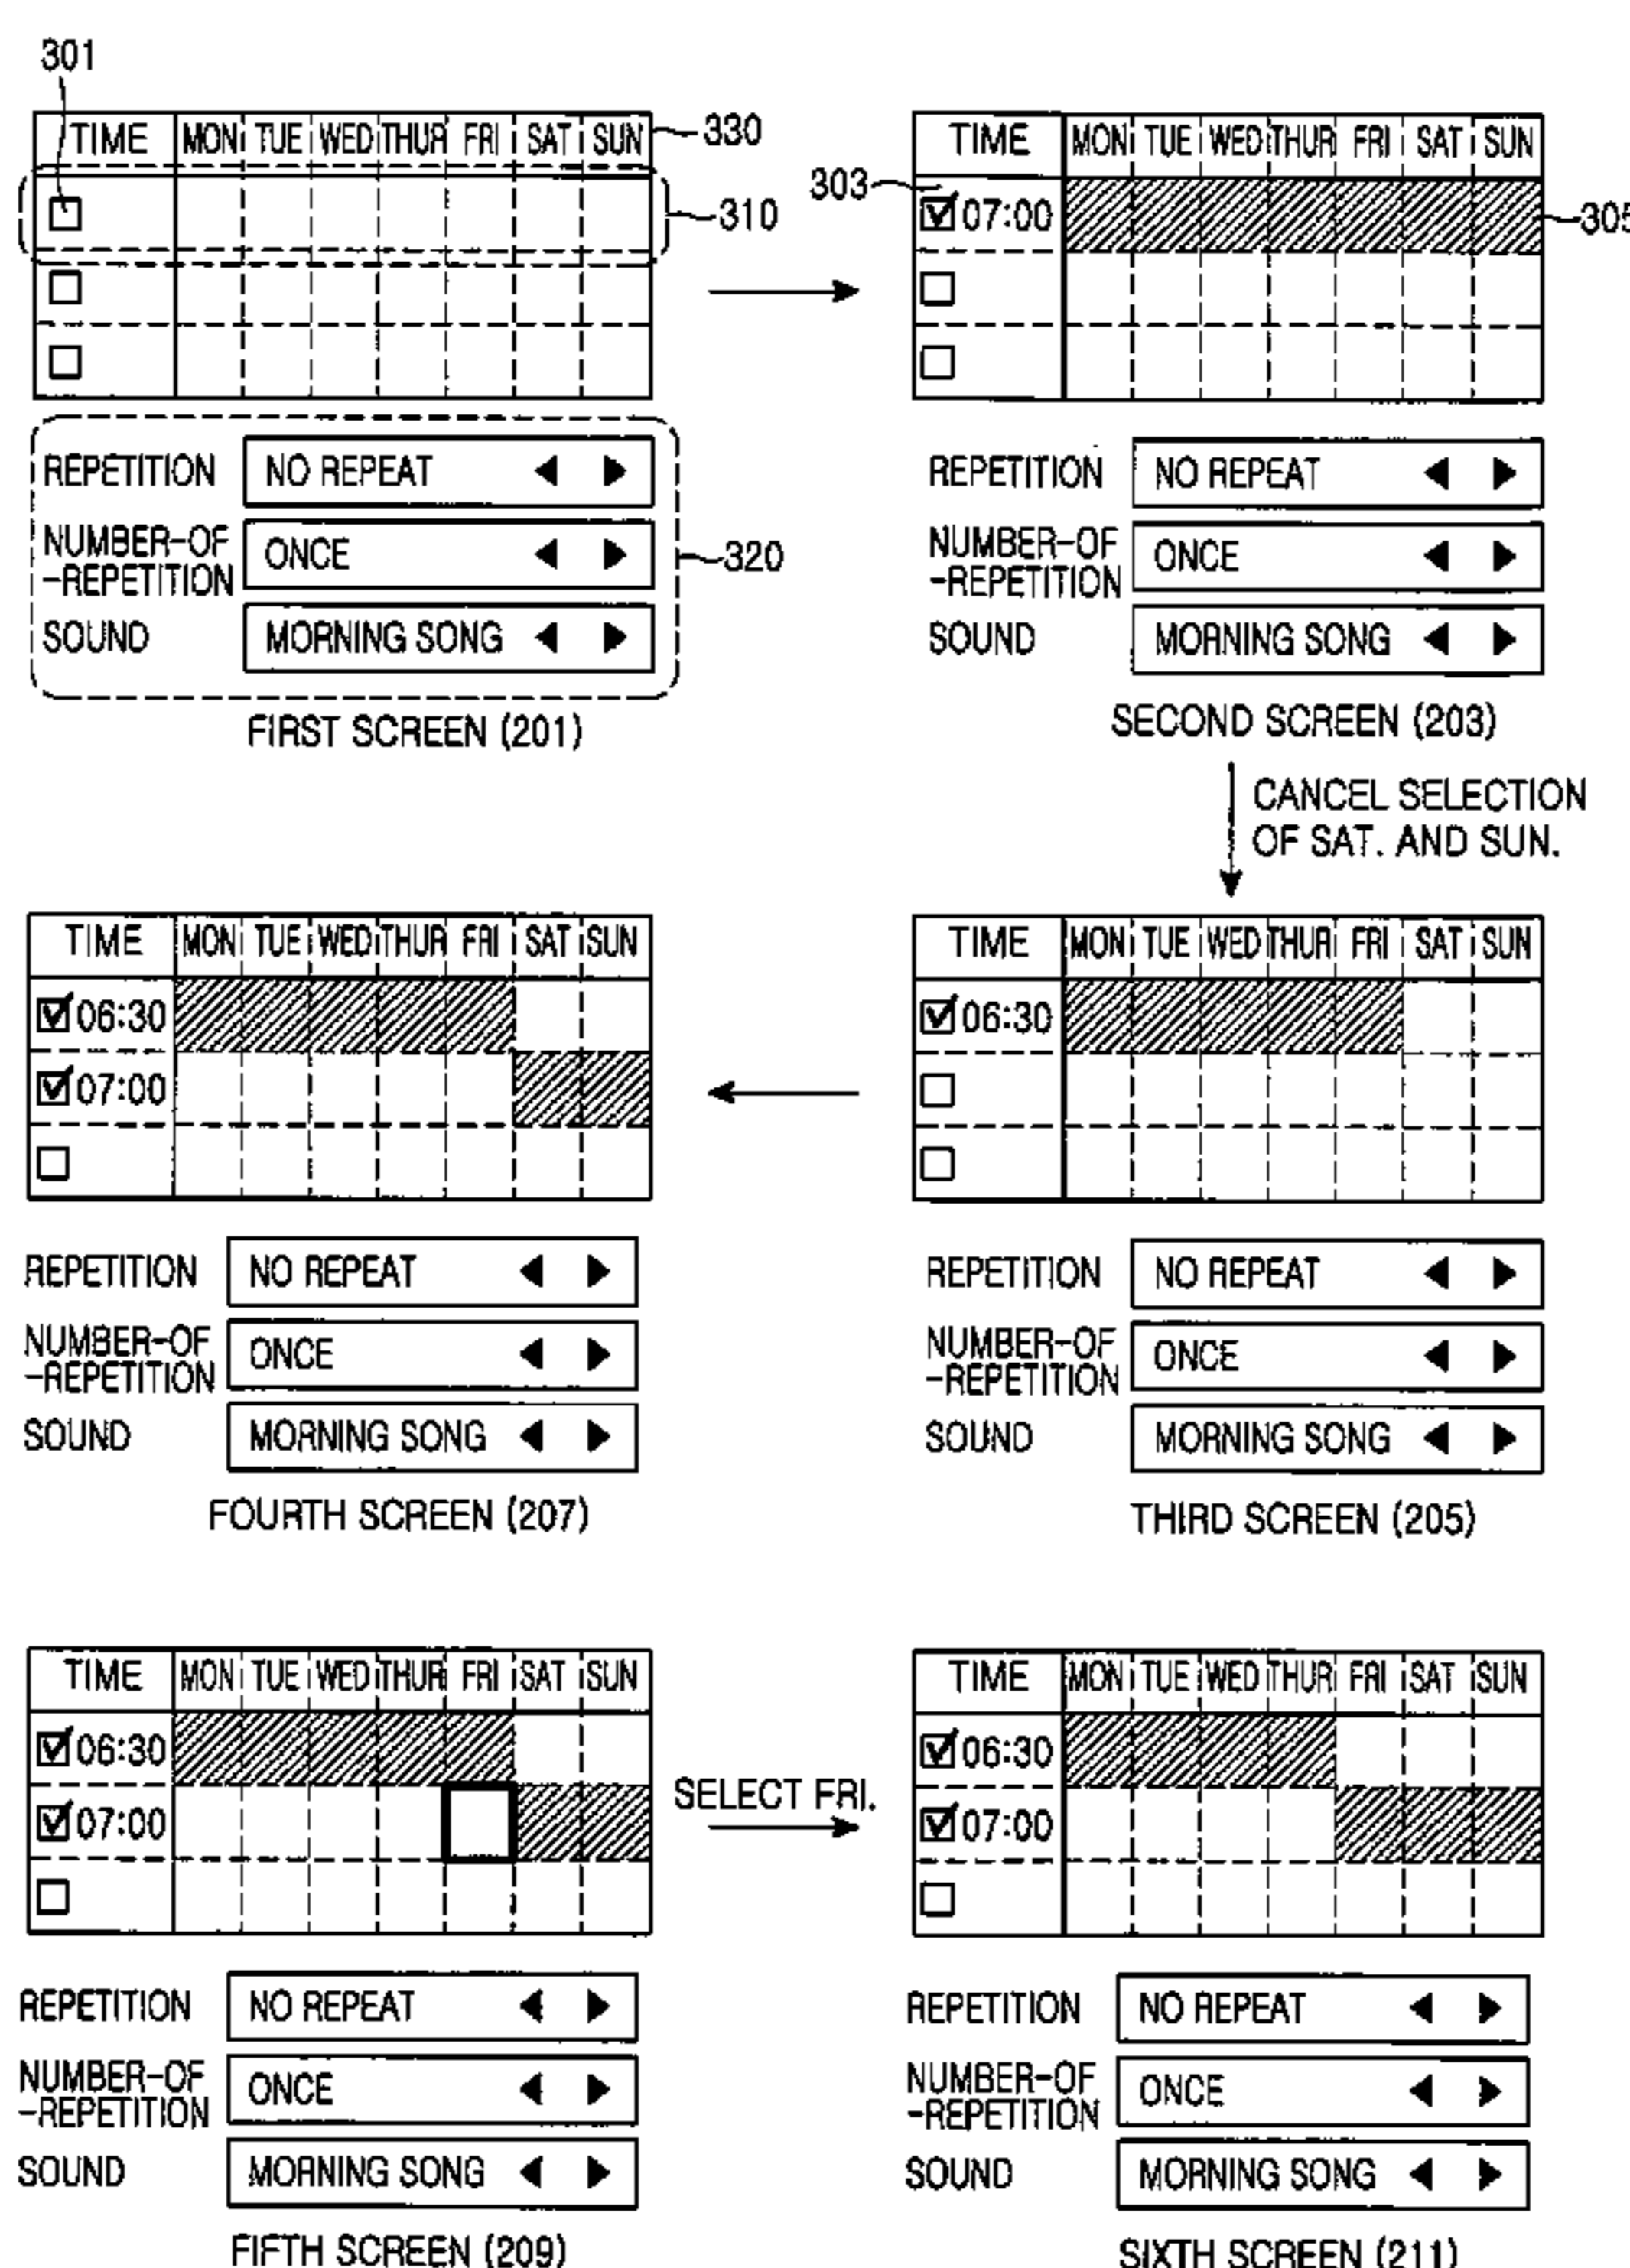 301
TIME MON TUE WED THUR FRI SAT SUN 330
310
REPETITION NO REPEAT
NUMBER-OF
-REPETITION ONCE
320
SOUND MORNING SONG
FIRST SCREEN (201)
TIME MON TUE WED THUR FRI SAT SUN
303
07:00
305
REPETITION NO REPEAT
NUMBER-OF
-REPETITION ONCE
SOUND MORNING SONG
SECOND SCREEN (203)
CANCEL SELECTION
OF SAT. AND SUN.
TIME MON TUE WED THUR FRI SAT SUN
06:30
07:00
REPETITION NO REPEAT
NUMBER-OF
-REPETITION ONCE
SOUND MORNING SONG
FOURTH SCREEN (207)
TIME MON TUE WED THUR FRI SAT SUN
06:30
REPETITION NO REPEAT
NUMBER-OF
-REPETITION ONCE
SOUND MORNING SONG
THIRD SCREEN (205)
TIME MON TUE WED THUR FRI SAT SUN
06:30
07:00
SELECT FRI.
REPETITION NO REPEAT
NUMBER-OF
-REPETITION ONCE
SOUND MORNING SONG
FIFTH SCREEN (209)
TIME MON TUE WED THUR FRI SAT SUN
06:30
07:00
REPETITION NO REPEAT
NUMBER-OF
-REPETITION ONCE
SOUND MORNING SONG
SIXTH SCREEN (211)